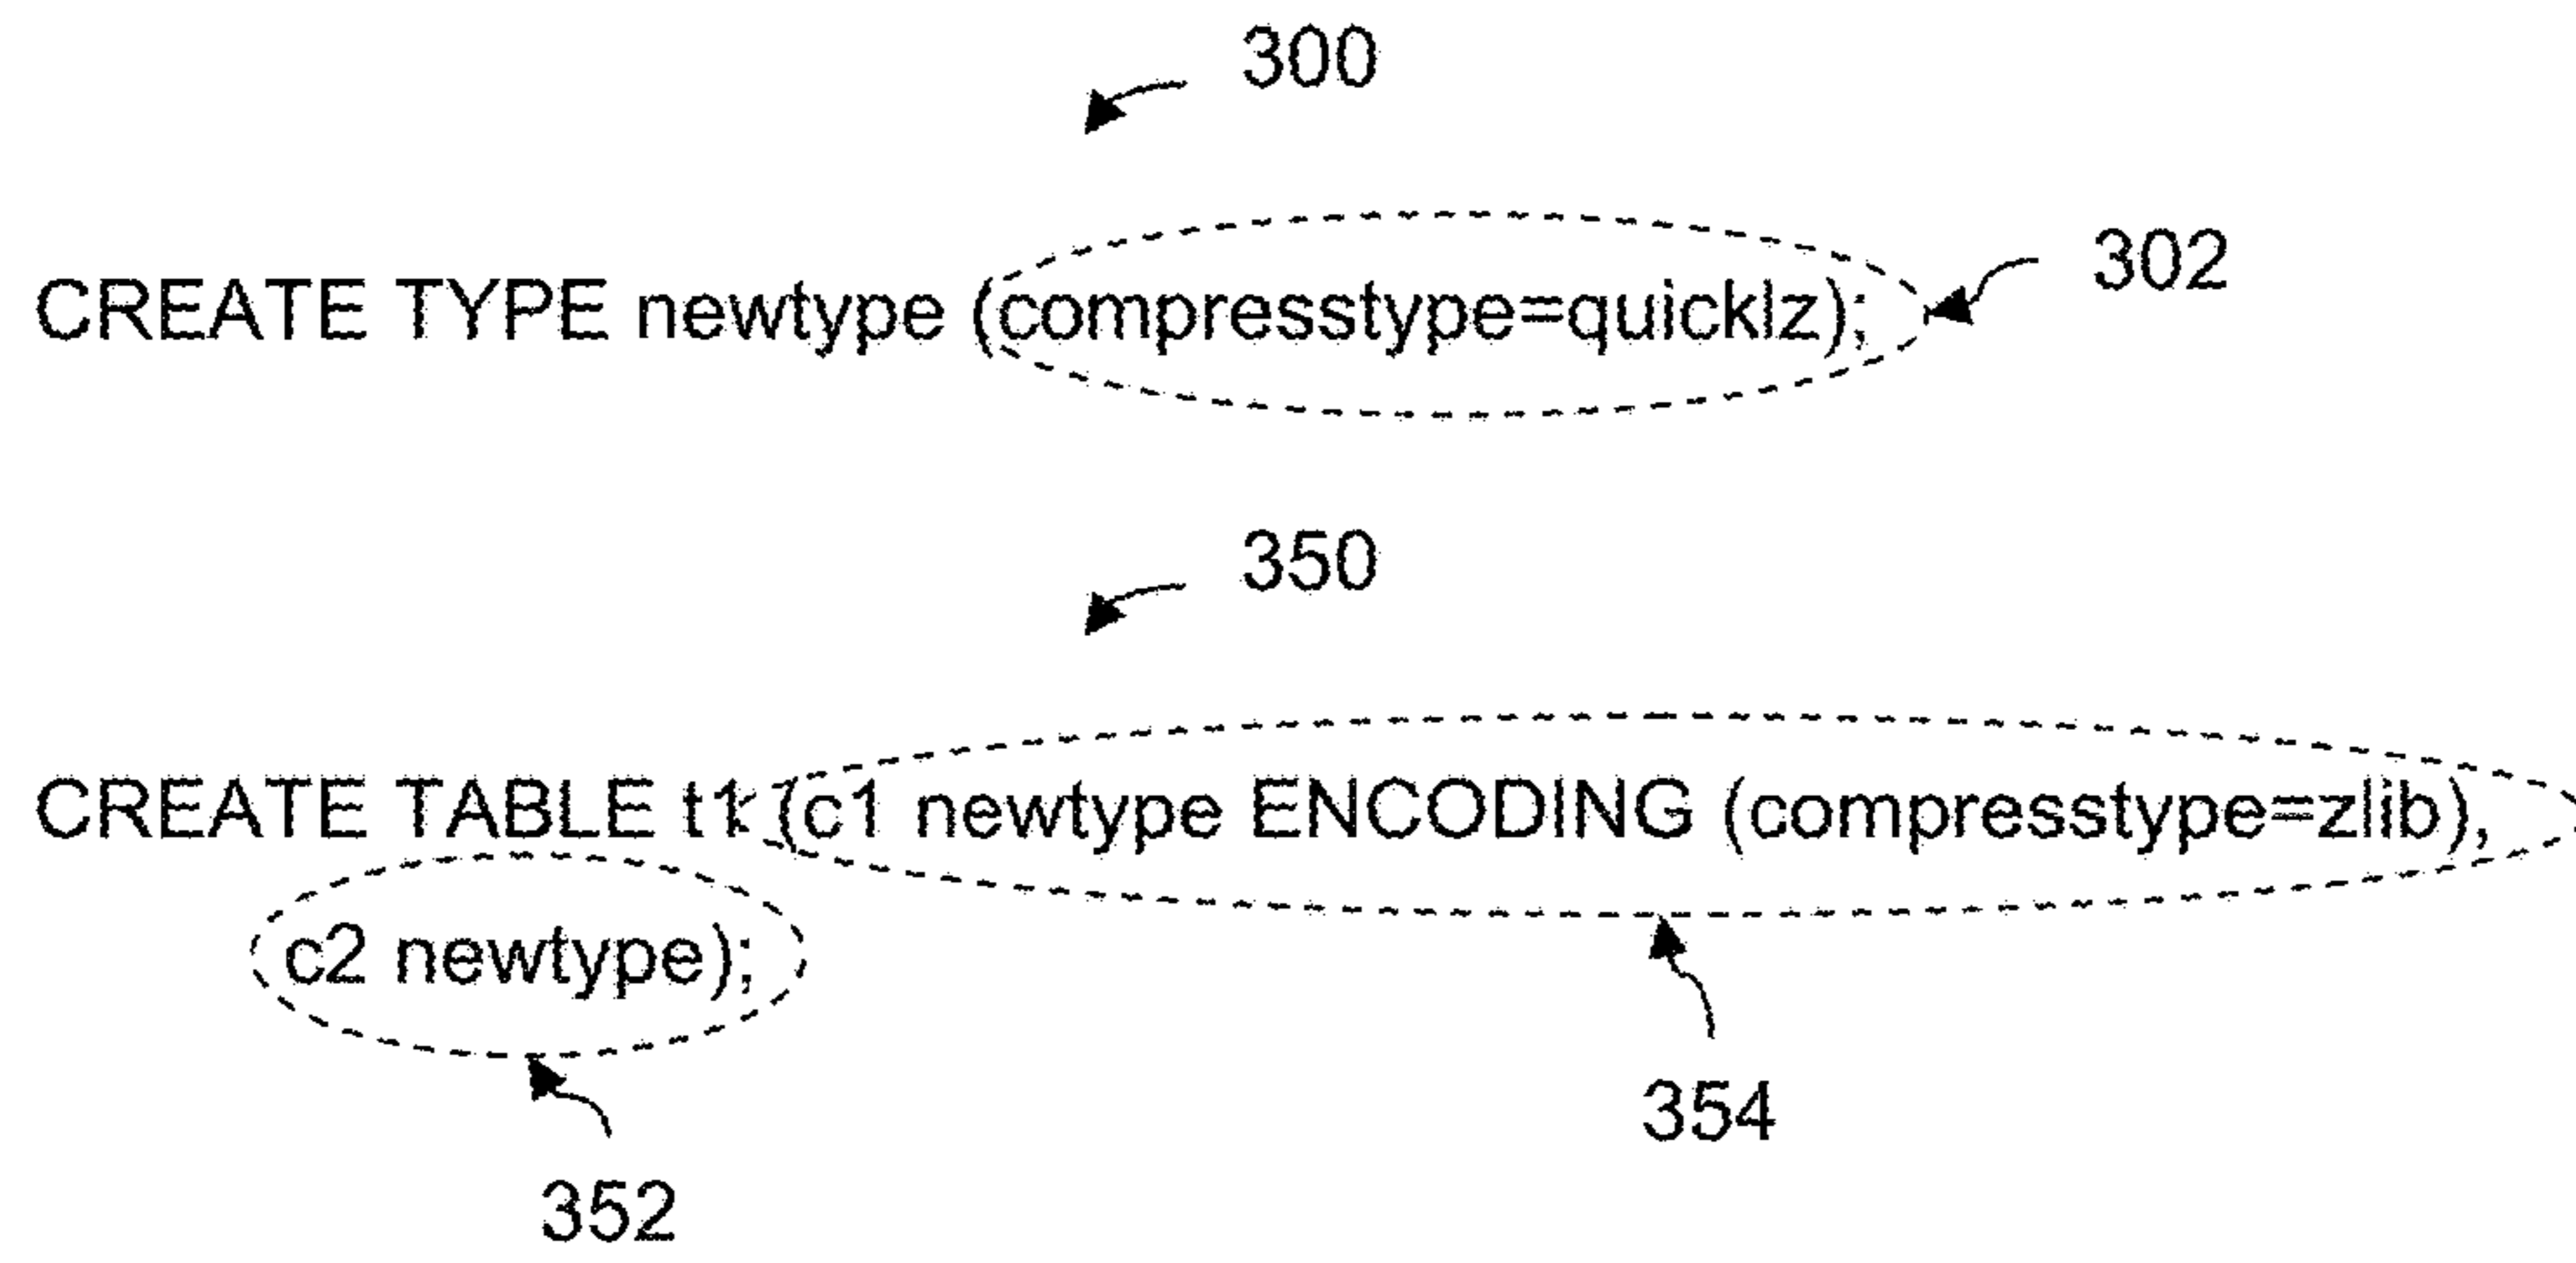 300
CREATE TYPE newtype (compresstype=quicklz);
302
350
CREATE TABLE t1 (c1 newtype ENCODING (compresstype=zlib),
c2 newtype);
354
352